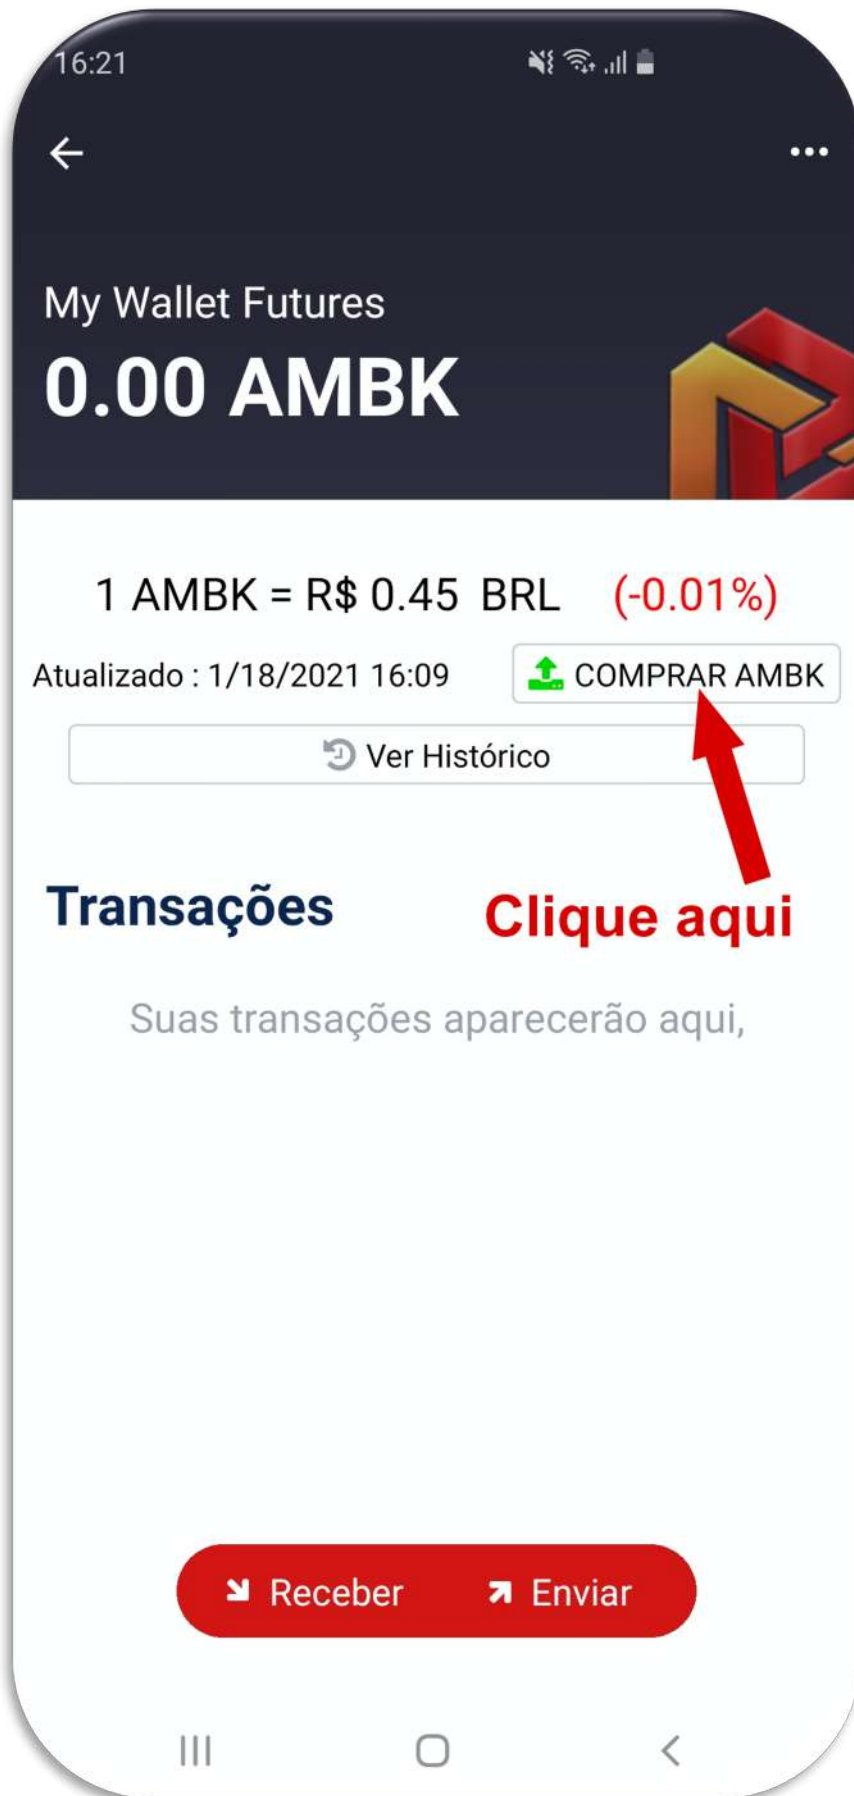 16:21
My Wallet Futures
0.00 AMBK
1 AMBK = R$ 0.45 BRL (-0.01%)
Atualizado : 1/18/2021 16:09
COMPRAR AMBK
Ver Histórico
Transações
Clique aqui
Suas transações aparecerão aqui,
Receber
Enviar